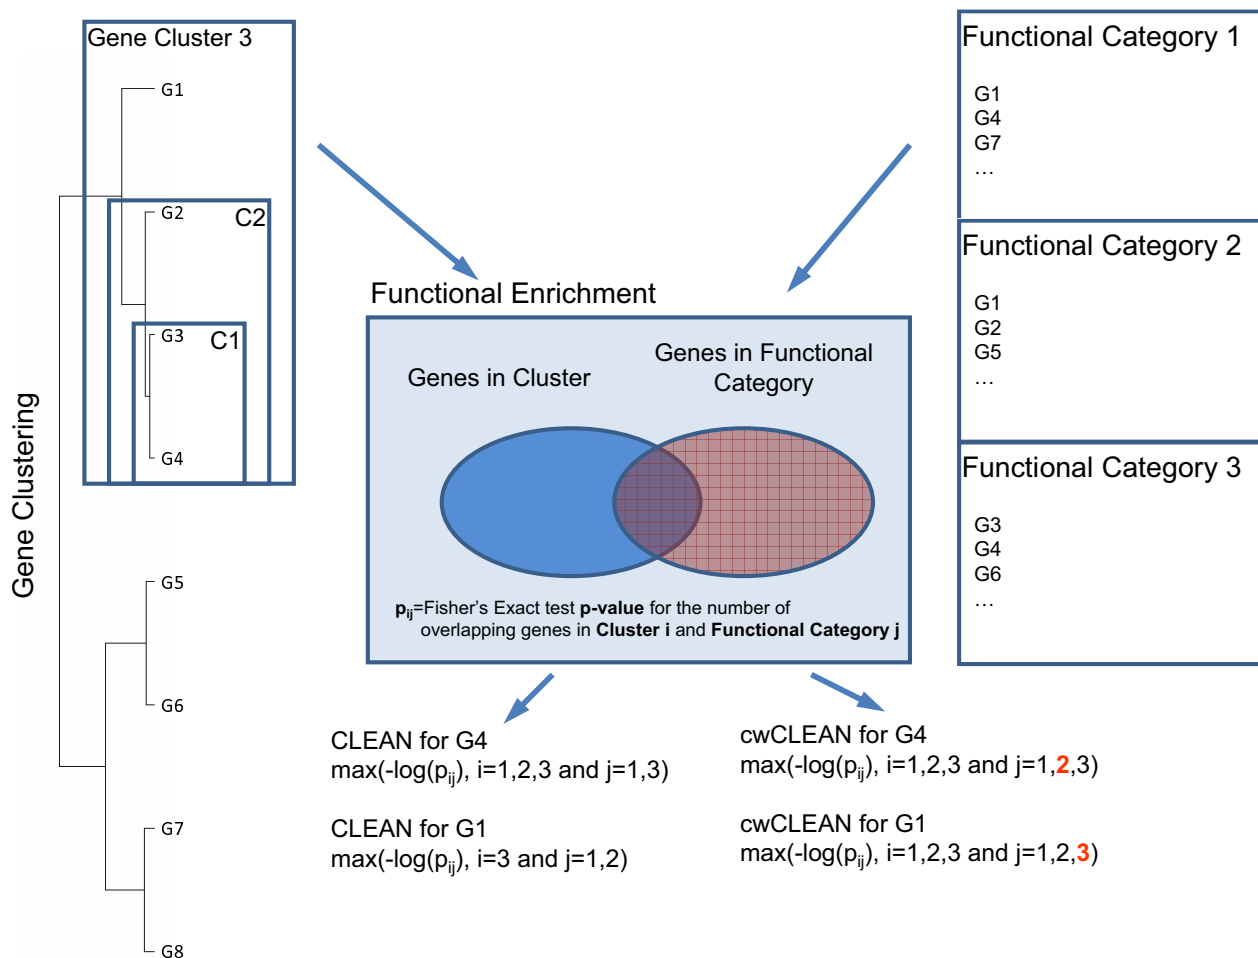 Gene Clustering
Gene Cluster 3
G1
C2
G2
C1
G3
G4
G5
G6
G7
G8
Functional Category 1
G1
G4
G7
…
Functional Category 2
G1
G2
G5
…
Functional Category 3
G3
G4
G6
…
Functional Enrichment
Genes in Cluster
Genes in Functional
Category
pij=Fisher’s Exact test p-value for the number of
overlapping genes in Cluster i and Functional Category j
CLEAN for G4
max(-log(pij), i=1,2,3 and j=1,3)
CLEAN for G1
max(-log(pij), i=3 and j=1,2)
cwCLEAN for G4
max(-log(pij), i=1,2,3 and j=1,2,3)
cwCLEAN for G1
max(-log(pij), i=1,2,3 and j=1,2,3)